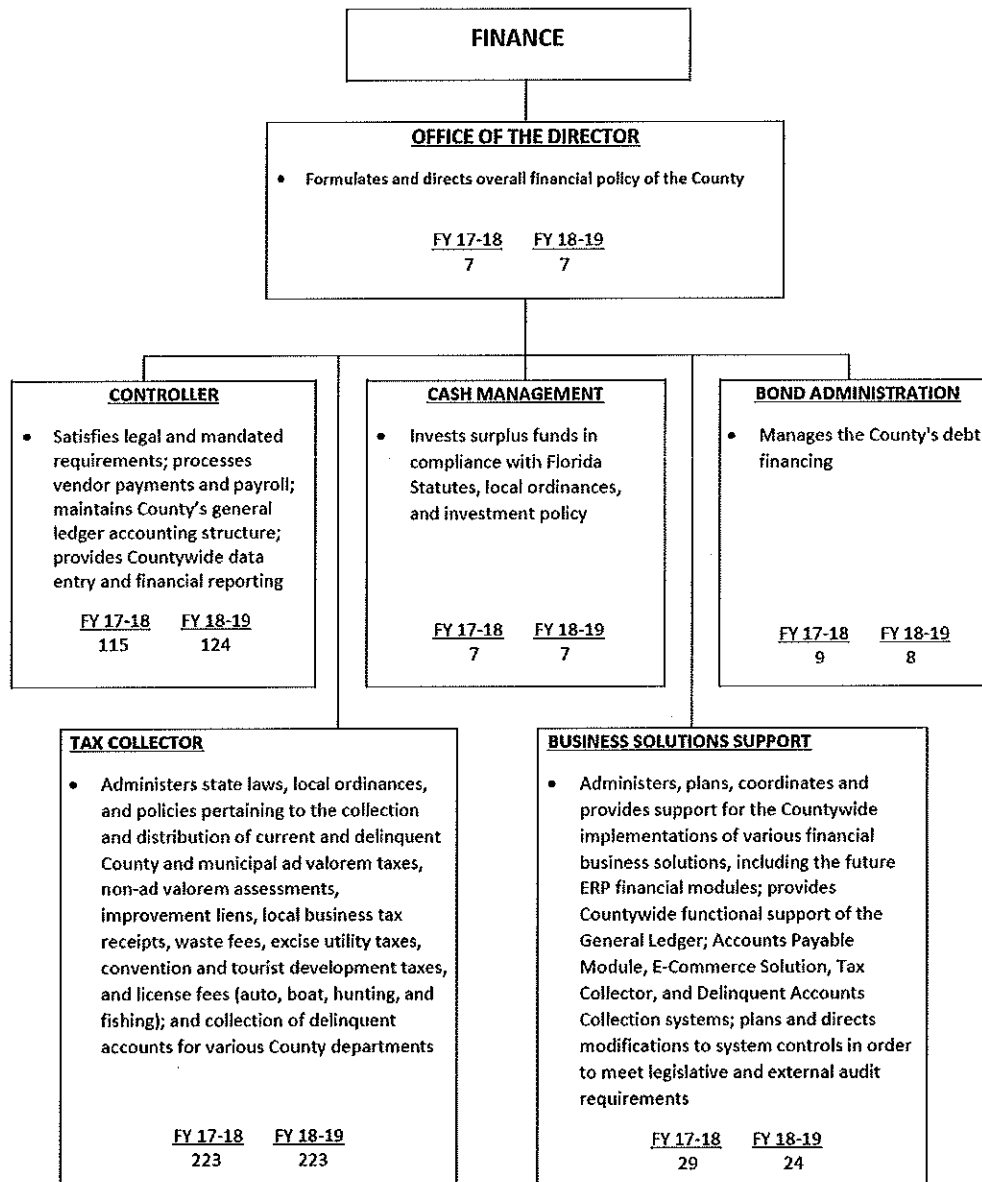 FINANCE
OFFICE OF THE DIRECTOR
• Formulates and directs overall financial policy of the County
FY 17-18 FY 18-19
7 7
CONTROLLER
• Satisfies legal and mandated
requirements; processes
vendor payments and payroll;
maintains County's general
ledger accounting structure;
provides Countywide data
entry and financial reporting
FY 17-18 FY 18-19
115 124
CASH MANAGEMENT
• Invests surplus funds in
compliance with Florida
Statutes, local ordinances,
and investment policy
FY 17-18 FY 18-19
7 7
BOND ADMINISTRATION
• Manages the County's debt
financing
FY 17-18 FY 18-19
9 8
TAX COLLECTOR
• Administers state laws, local ordinances,
and policies pertaining to the collection
and distribution of current and delinquent
County and municipal ad valorem taxes,
non-ad valorem assessments,
improvement liens, local business tax
receipts, waste fees, excise utility taxes,
convention and tourist development taxes,
and license fees (auto, boat, hunting, and
fishing); and collection of delinquent
accounts for various County departments
FY 17-18 FY 18-19
223 223
BUSINESS SOLUTIONS SUPPORT
• Administers, plans, coordinates and
provides support for the Countywide
implementations of various financial
business solutions, including the future
ERP financial modules; provides
Countywide functional support of the
General Ledger; Accounts Payable
Module, E-Commerce Solution, Tax
Collector, and Delinquent Accounts
Collection systems; plans and directs
modifications to system controls in order
to meet legislative and external audit
requirements
FY 17-18 FY 18-19
29 24